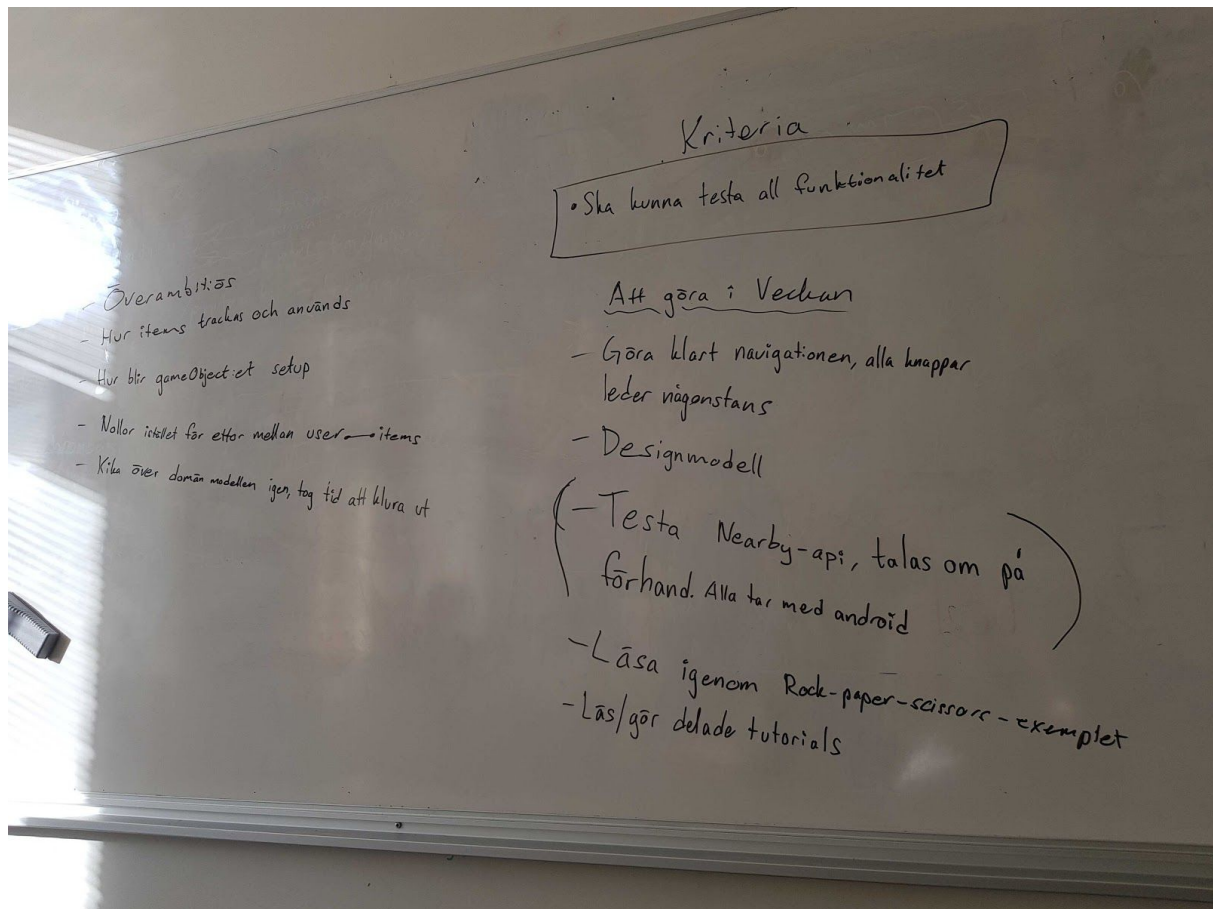 - Överambitiös
- Hur items trackas och används
- Hur blir gameObject:et setup
- Nollor istället för ettor mellan user items
- Kika över domän modellen igen, tog tid att klura ut
Kriteria
• Ska kunna testa all funktionalitet
Att göra i Veckan
- Göra klart navigationen, alla knappar
leder någonstans
- Designmodell
(- Testa Nearby-api, talas om på
förhand. Alla tar med android)
- Läsa igenom Rock-paper-scissors-exemplet
- Läs/gör delade tutorials